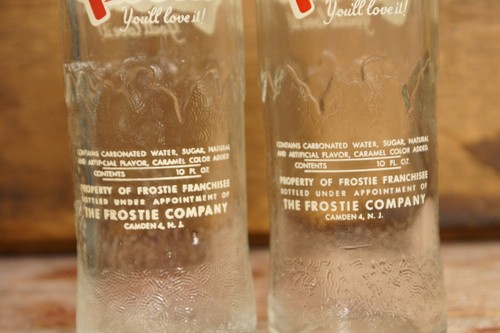 You'll love it!
CONTAINS CARBONATED WATER, SUGAR, NATURAL
AND ARTIFICIAL FLAVOR, CARAMEL COLOR ADDED.
CONTENTS 10 FL. OZ.
PROPERTY OF FROSTIE FRANCHISEE
BOTTLED UNDER APPOINTMENT OF
THE FROSTIE COMPANY
CAMDEN 4, N. J.
You'll love it!
CONTAINS CARBONATED WATER, SUGAR, NATURAL
AND ARTIFICIAL FLAVOR, CARAMEL COLOR ADDED.
CONTENTS 10 FL. OZ.
PROPERTY OF FROSTIE FRANCHISEE
BOTTLED UNDER APPOINTMENT OF
THE FROSTIE COMPANY
CAMDEN 4, N. J.